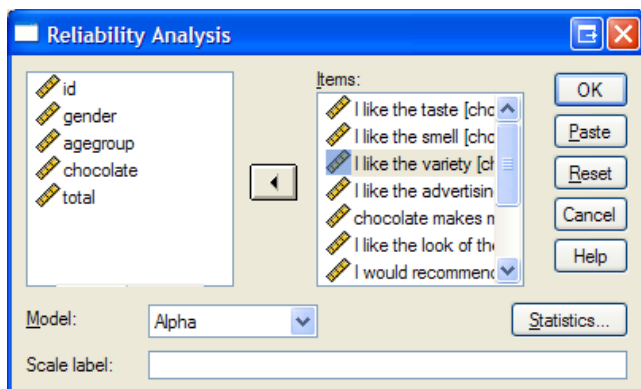 Reliability Analysis
id
gender
agegroup
chocolate
total
Items:
I like the taste [choc
I like the smell [cho
I like the variety [ch
I like the advertisin
chocolate makes m
I like the look of the
I would recommend
OK
Paste
Reset
Cancel
Help
Model:
Alpha
Statistics...
Scale label: